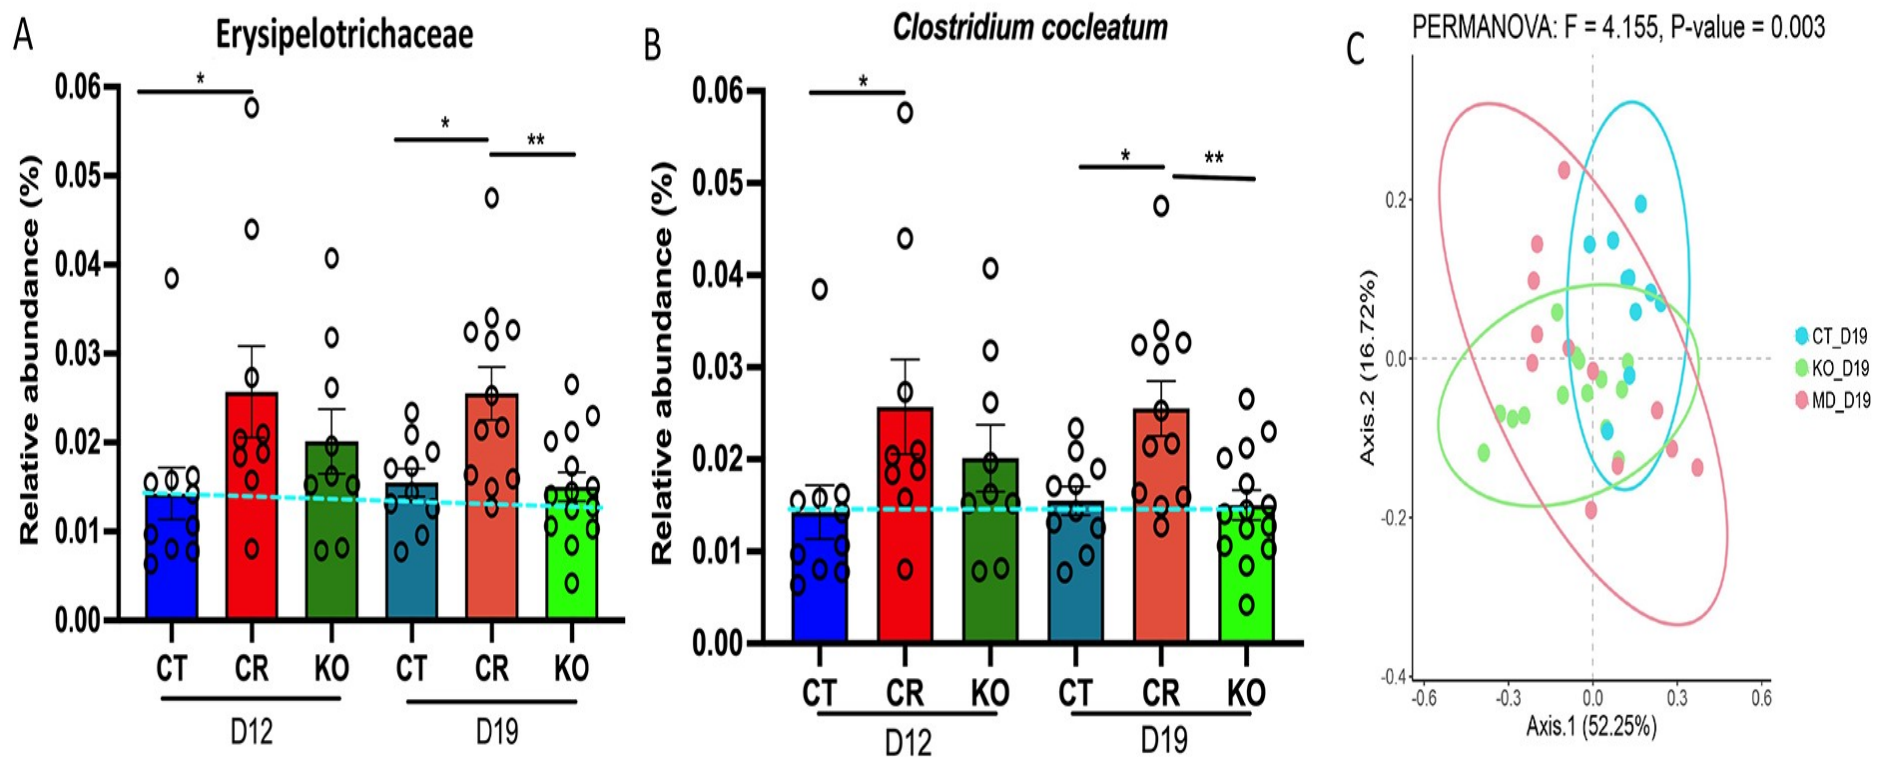 A
Erysipelotrichaceae
Relative abundance (%)
0.06
0.05
0.04
0.03
0.02
0.01
0.00
*
*
**
CT CR KO CT CR KO
D12 D19
B
Clostridium cocleatum
Relative abundance (%)
0.06
0.05
0.04
0.03
0.02
0.01
0.00
*
*
**
CT CR KO CT CR KO
D12 D19
C
PERMANOVA: F = 4.155, P-value = 0.003
Axis.2 (16.72%)
0.2
0.0
-0.2
-0.4
-0.6 -0.3 0.0 0.3 0.6
Axis.1 (52.25%)
CT_D19
KO_D19
MD_D19